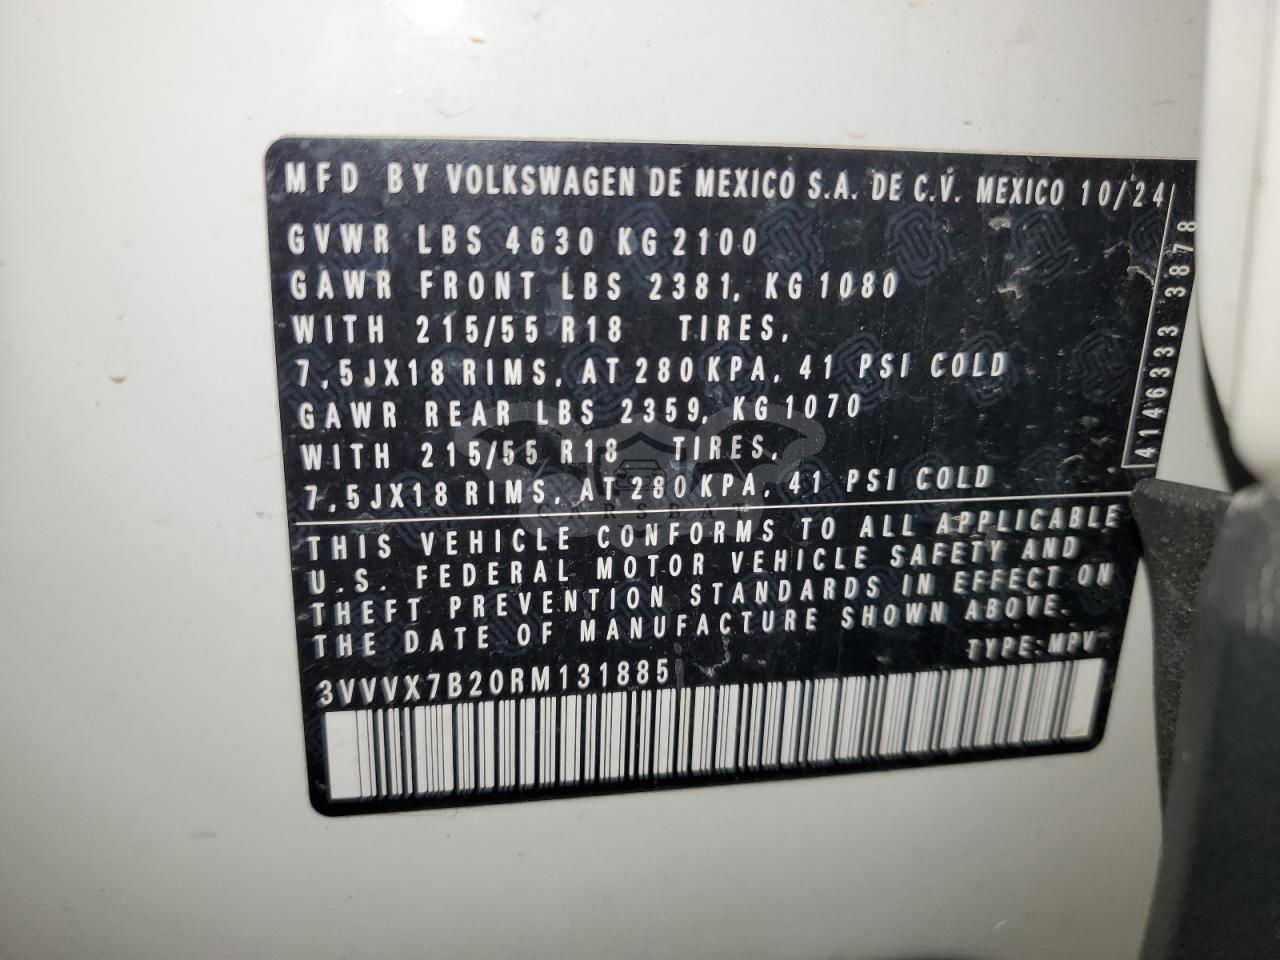 MFD BY VOLKSWAGEN DE MEXICO S.A. DE C.V. MEXICO 10/24
GVWR LBS 4630 KG 2100
GAWR FRONT LBS 2381, KG 1080
WITH 215/55 R18 TIRES,
7,5JX18 RIMS, AT 280 KPA, 41 PSI COLD
GAWR REAR LBS 2359, KG 1070
WITH 215/55 R18 TIRES,
7,5JX18 RIMS, AT 280 KPA, 41 PSI COLD
4146333 3878
THIS VEHICLE CONFORMS TO ALL APPLICABLE
U.S. FEDERAL MOTOR VEHICLE SAFETY AND
THEFT PREVENTION STANDARDS IN EFFECT ON
THE DATE OF MANUFACTURE SHOWN ABOVE.
TYPE: MPV
3VVVX7B20RM131885
CARSBAT